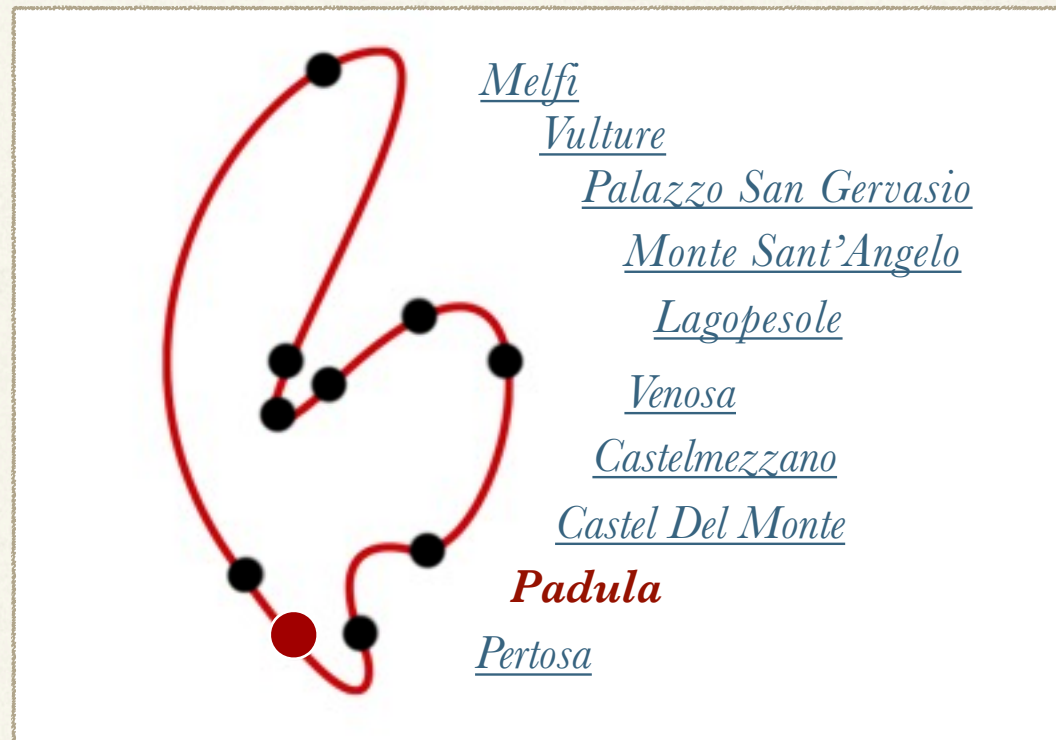 Melfi
Vulture
Palazzo San Gervasio
Monte Sant’Angelo
Lagopesole
Venosa
Castelmezzano
Castel Del Monte
Padula
Pertosa